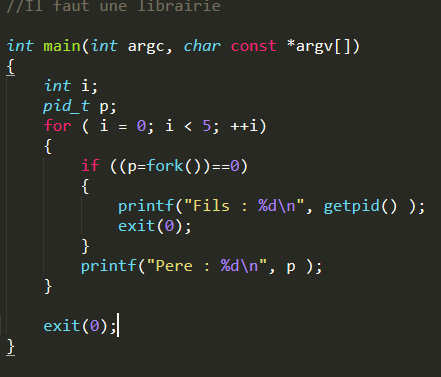 //Il faut une librairie
int main(int argc, char const *argv[])
{
int i;
pid_t p;
for ( i = 0; i < 5; ++i)
{
if ((p=fork())==0)
{
printf("Fils : %d\n", getpid() );
exit(0);
}
printf("Pere : %d\n", p );
}
exit(0);
}